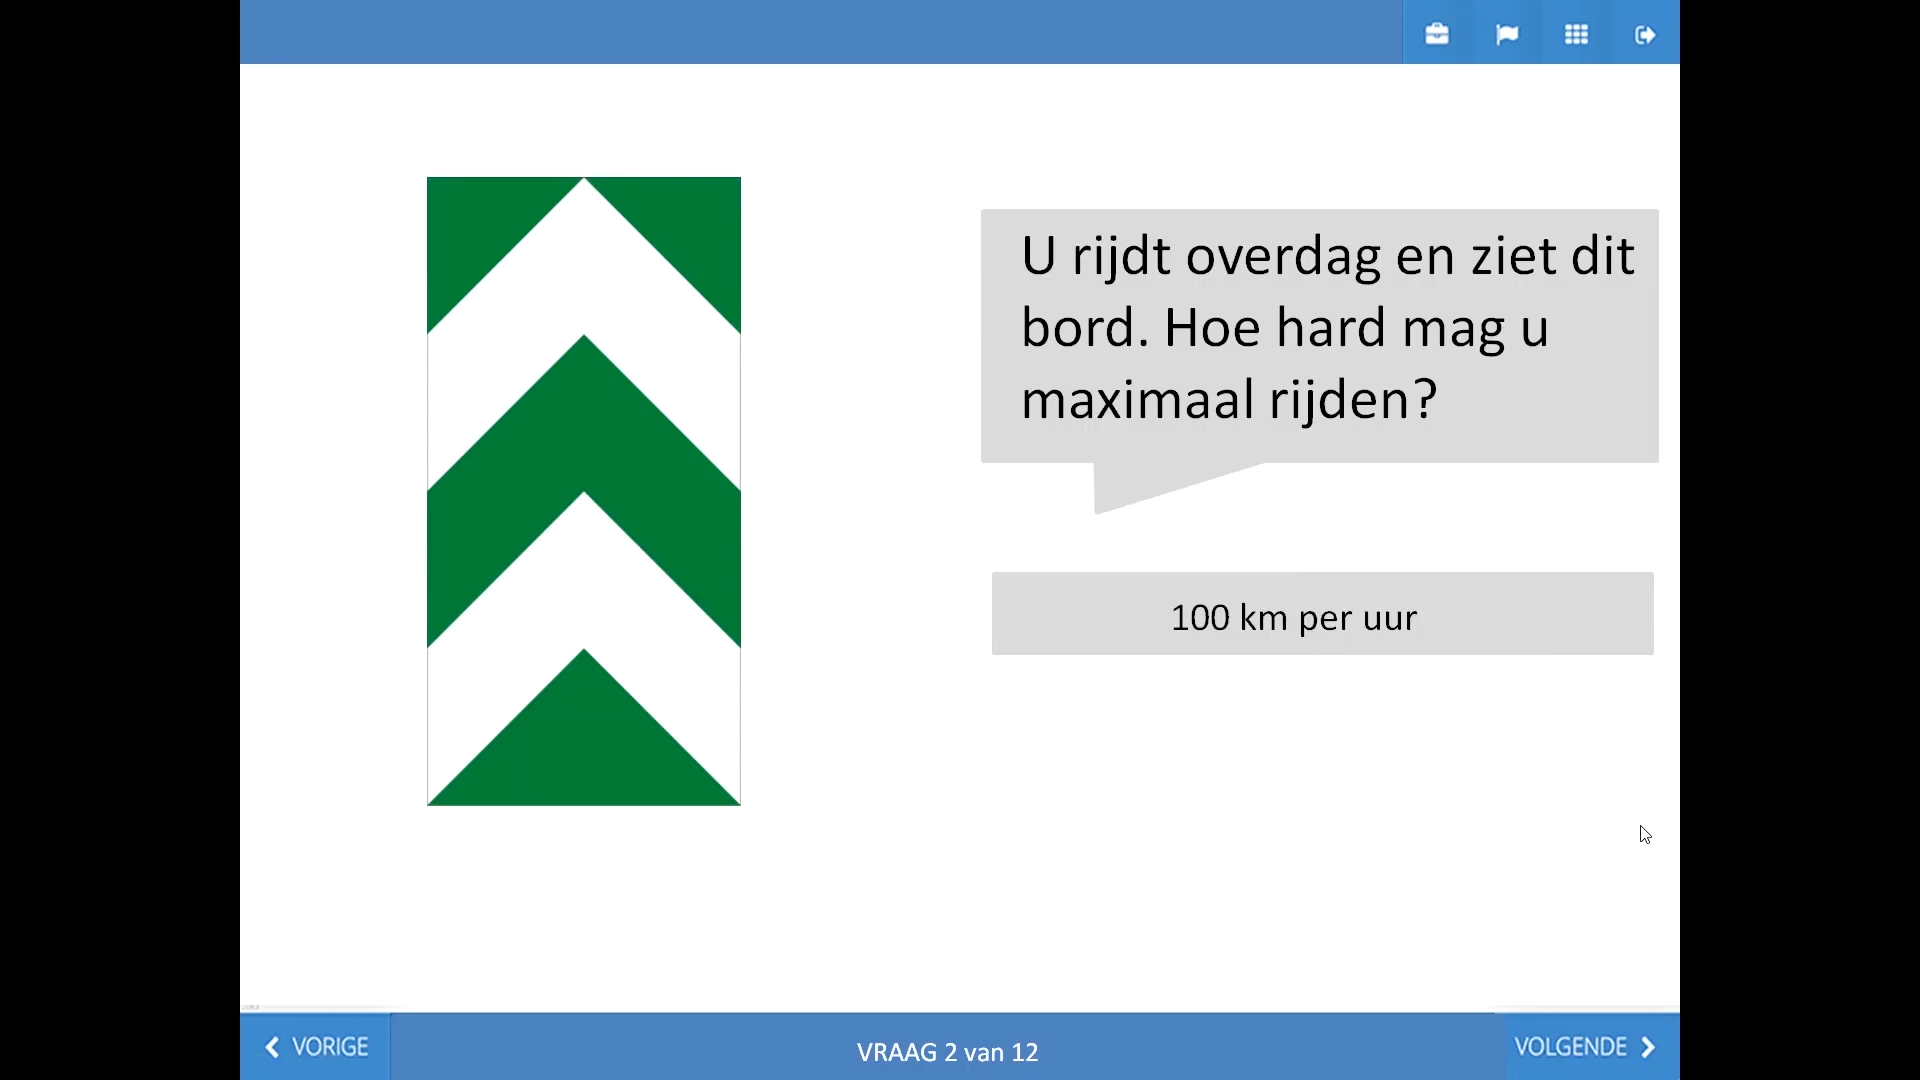 U rijdt overdag en ziet dit
bord. Hoe hard mag u
maximaal rijden?
100 km per uur
VORIGE
VRAAG 2 van 12
VOLGENDE